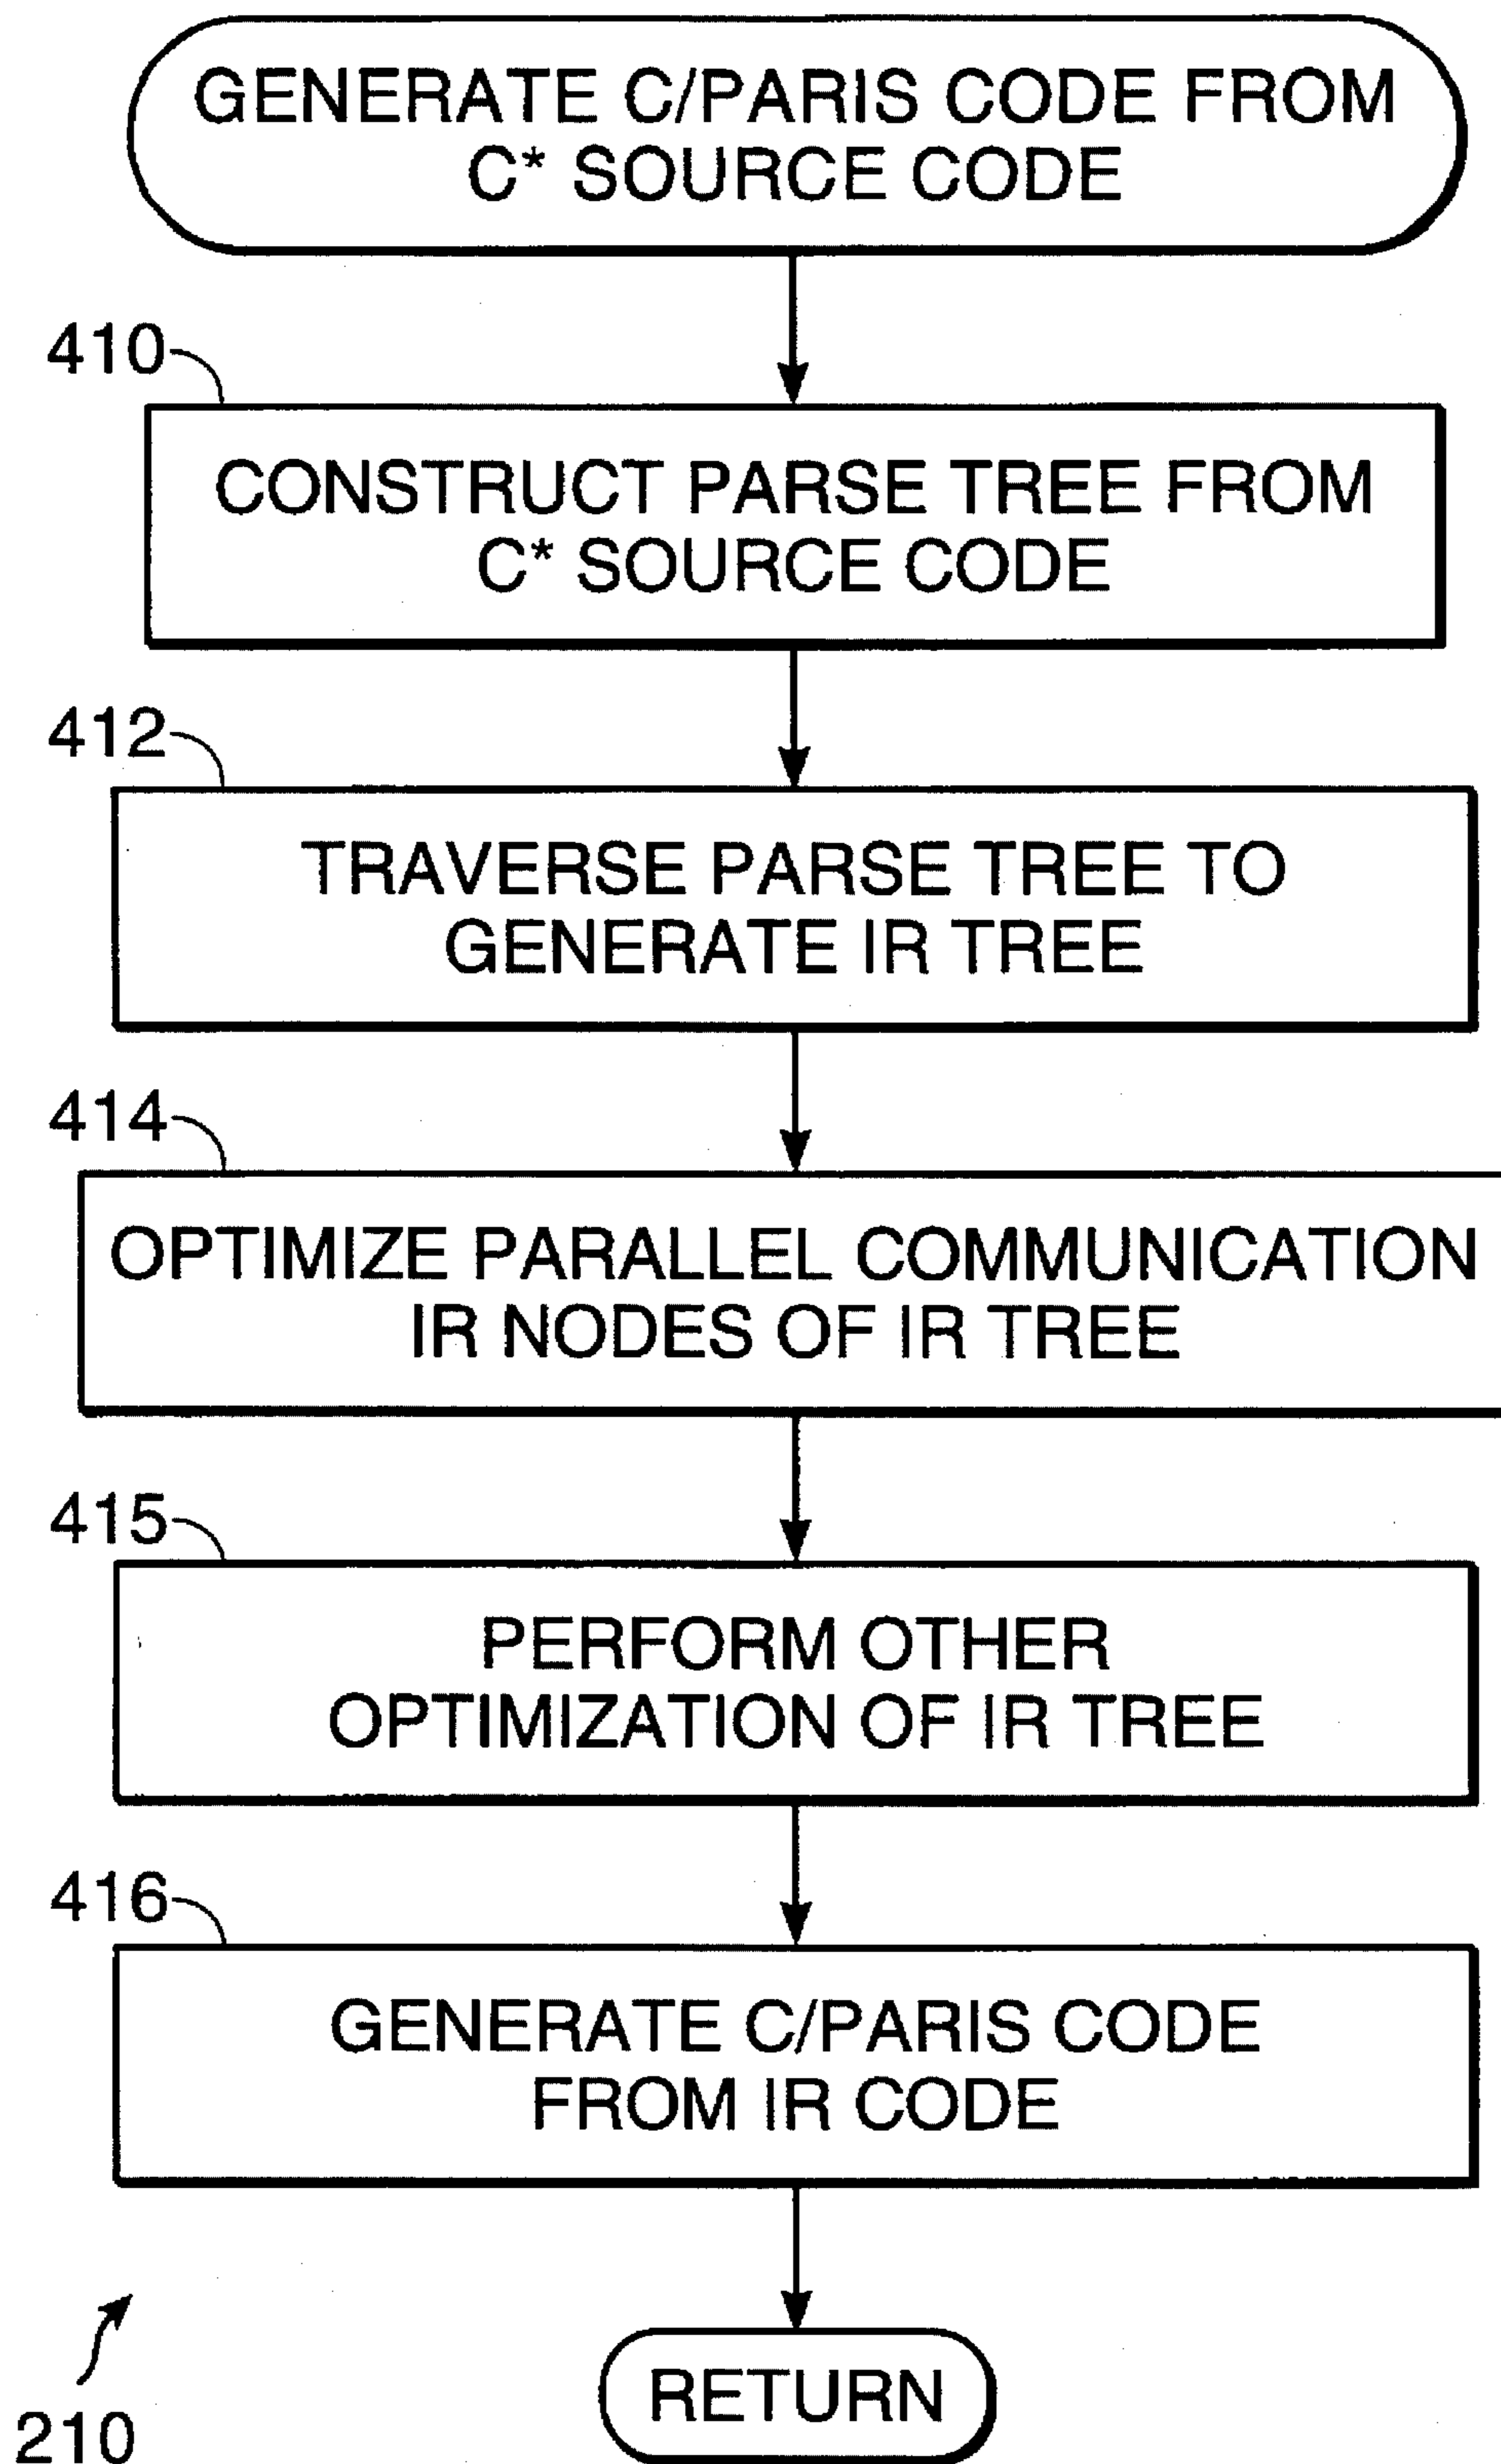 GENERATE C/PARIS CODE FROM
C* SOURCE CODE
410
CONSTRUCT PARSE TREE FROM
C* SOURCE CODE
412
TRAVERSE PARSE TREE TO
GENERATE IR TREE
414
OPTIMIZE PARALLEL COMMUNICATION
IR NODES OF IR TREE
415
PERFORM OTHER
OPTIMIZATION OF IR TREE
416
GENERATE C/PARIS CODE
FROM IR CODE
RETURN
210